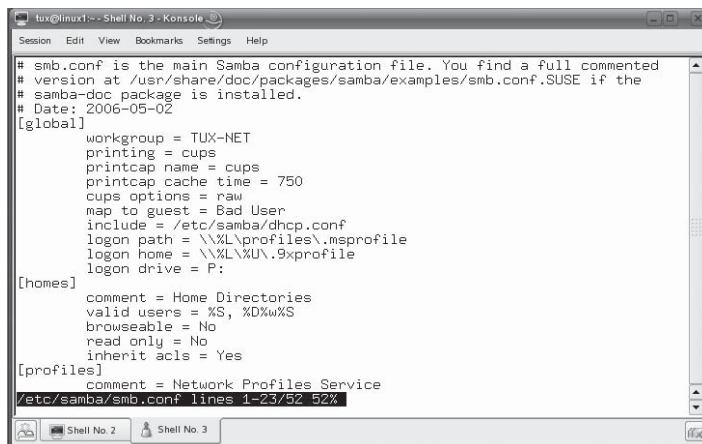 tux@linux1:~ - Shell No. 3 - Konsole
Session Edit View Bookmarks Settings Help
# smb.conf is the main Samba configuration file. You find a full commented
# version at /usr/share/doc/packages/samba/examples/smb.conf.SUSE if the
# samba-doc package is installed.
# Date: 2006-05-02
[global]
workgroup = TUX-NET
printing = cups
printcap name = cups
printcap cache time = 750
cups options = raw
map to guest = Bad User
include = /etc/samba/dhcp.conf
logon path = \\%L\profiles\.msprofile
logon home = \\%L\%U\.9xprofile
logon drive = P:
[homes]
comment = Home Directories
valid users = %S, %D%w%S
browseable = No
read only = No
inherit acls = Yes
[profiles]
comment = Network Profiles Service
/etc/samba/smb.conf lines 1-23/52 52%
Shell No. 2 Shell No. 3